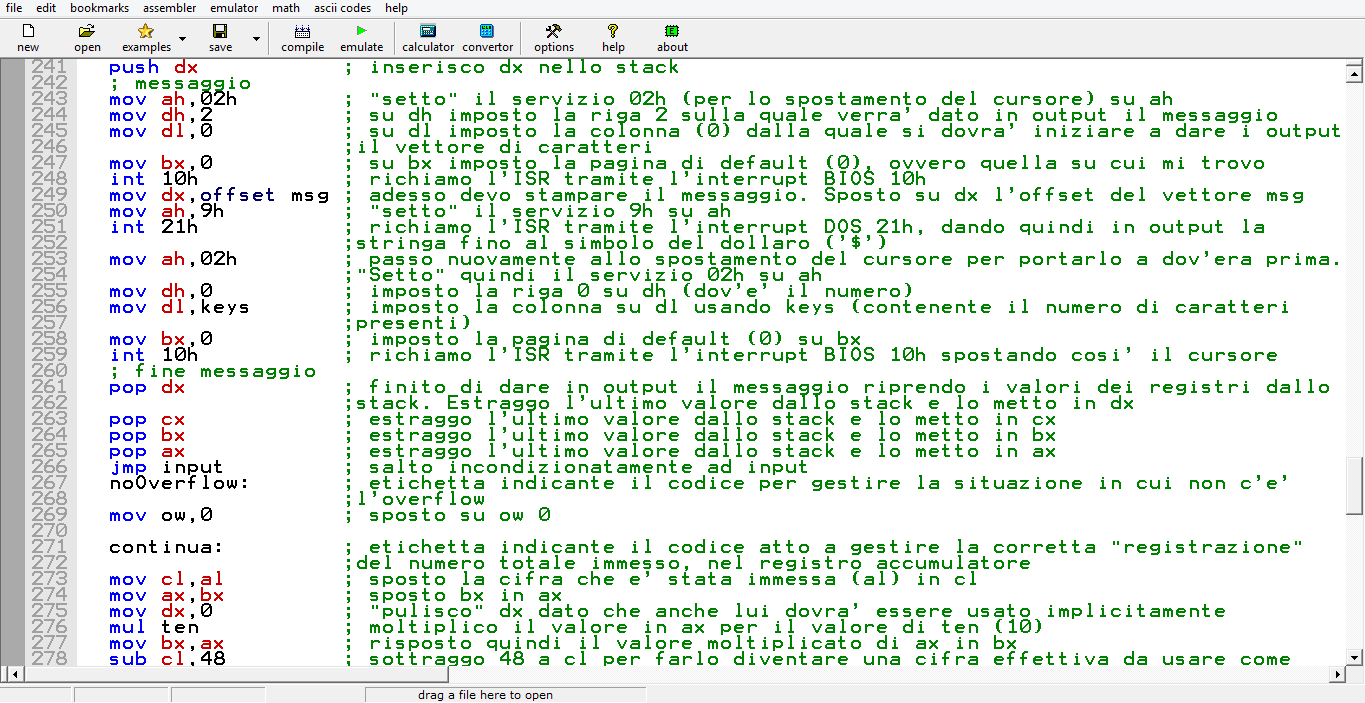 file edit bookmarks assembler emulator math ascii codes help
new open examples save compile emulate calculator convertor options help about
241 push dx ; inserisco dx nello stack
242 ; messaggio
243 mov ah,02h ; "setto" il servizio 02h (per lo spostamento del cursore) su ah
244 mov dh,2 ; su dh imposto la riga 2 sulla quale verra' dato in output il messaggio
245 mov dl,0 ; su dl imposto la colonna (0) dalla quale si dovra' iniziare a dare i output
246 ;il vettore di caratteri
247 mov bx,0 ; su bx imposto la pagina di default (0), ovvero quella su cui mi trovo
248 int 10h ; richiamo l'ISR tramite l'interrupt BIOS 10h
249 mov dx,offset msg ; adesso devo stampare il messaggio. Sposto su dx l'offset del vettore msg
250 mov ah,9h ; "setto" il servizio 9h su ah
251 int 21h ; richiamo l'ISR tramite l'interrupt DOS 21h, dando quindi in output la
252 ;stringa fino al simbolo del dollaro ('$')
253 mov ah,02h ; passo nuovamente allo spostamento del cursore per portarlo a dov'era prima.
254 ;"Setto" quindi il servizio 02h su ah
255 mov dh,0 ; imposto la riga 0 su dh (dov'e' il numero)
256 mov dl,keys ; imposto la colonna su dl usando keys (contenente il numero di caratteri
257 ;presenti)
258 mov bx,0 ; imposto la pagina di default (0) su bx
259 int 10h ; richiamo l'ISR tramite l'interrupt BIOS 10h spostando cosi' il cursore
260 ; fine messaggio
261 pop dx ; finito di dare in output il messaggio riprendo i valori dei registri dallo
262 ;stack. Estraggo l'ultimo valore dallo stack e lo metto in dx
263 pop cx ; estraggo l'ultimo valore dallo stack e lo metto in cx
264 pop bx ; estraggo l'ultimo valore dallo stack e lo metto in bx
265 pop ax ; estraggo l'ultimo valore dallo stack e lo metto in ax
266 jmp input ; salto incondizionatamente ad input
267 noOverflow: ; etichetta indicante il codice per gestire la situazione in cui non c'e'
268 ;l'overflow
269 mov ow,0 ; sposto su ow 0
270
271 continua: ; etichetta indicante il codice atto a gestire la corretta "registrazione"
272 ;del numero totale immesso, nel registro accumulatore
273 mov cl,al ; sposto la cifra che e' stata immessa (al) in cl
274 mov ax,bx ; sposto bx in ax
275 mov dx,0 ; "pulisco" dx dato che anche lui dovra' essere usato implicitamente
276 mul ten ; moltiplico il valore in ax per il valore di ten (10)
277 mov bx,ax ; risposto quindi il valore moltiplicato di ax in bx
278 sub cl,48 ; sottraggo 48 a cl per farlo diventare una cifra effettiva da usare come
drag a file here to open